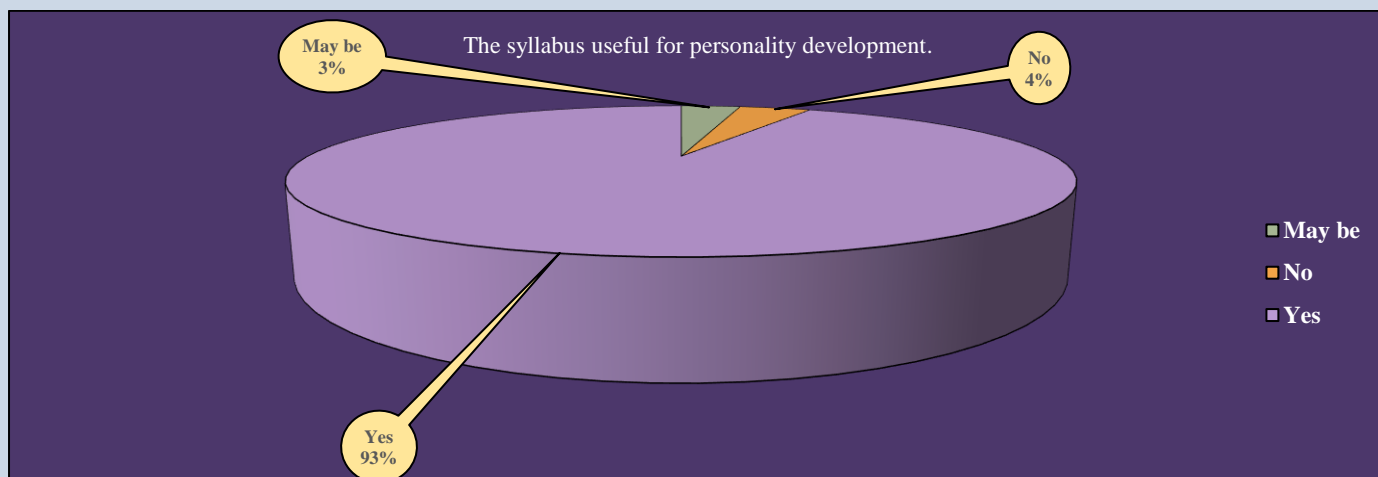 The syllabus useful for personality development.
May be
3%
No
4%
Yes
93%
May be
No
Yes